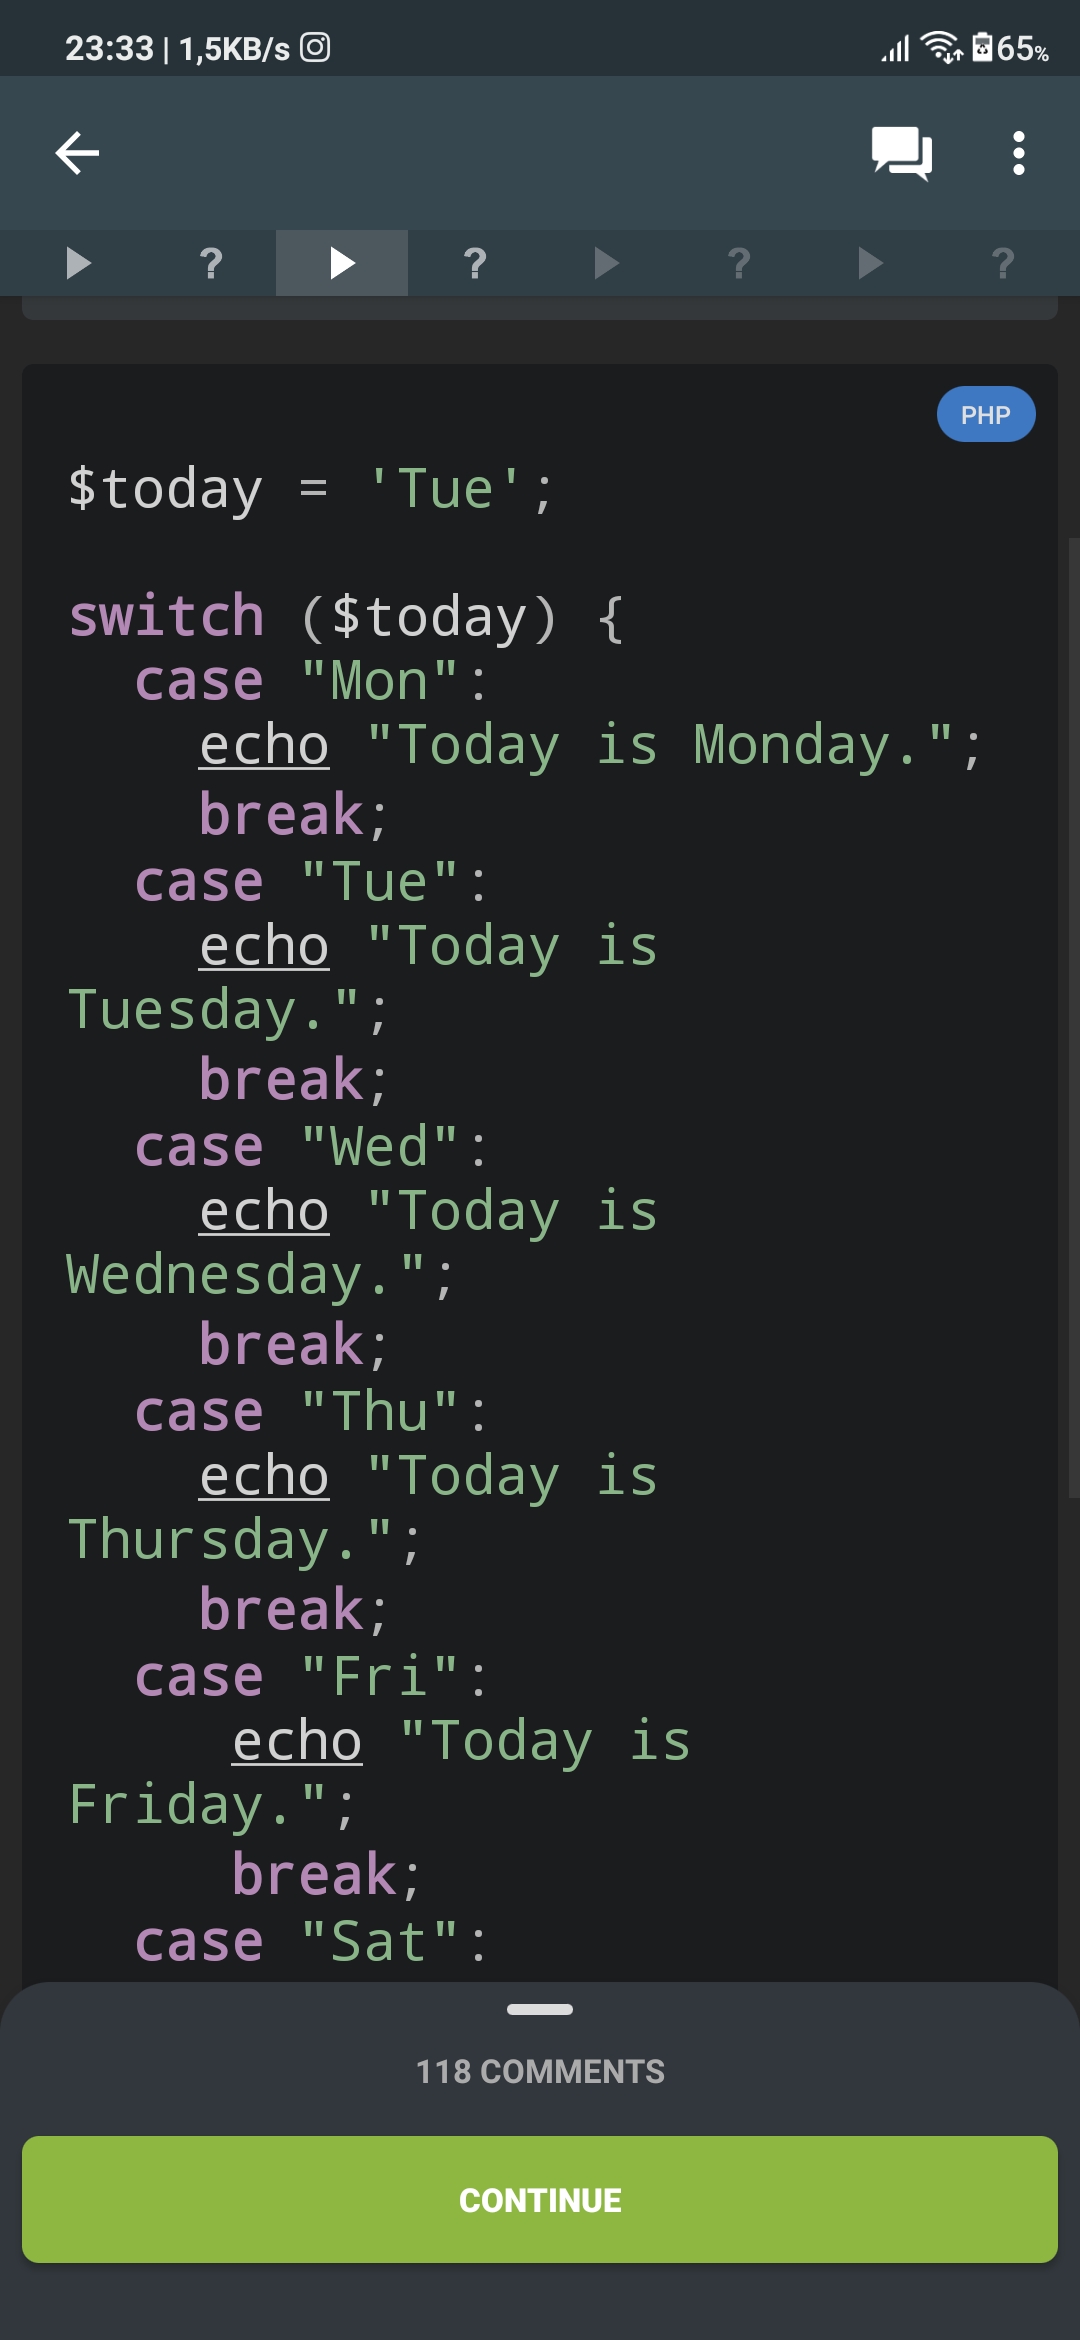 23:33 | 1,5KB/s 65%
? ? ? ?
PHP
$today = 'Tue';
switch ($today) {
case "Mon":
echo "Today is Monday.";
break;
case "Tue":
echo "Today is
Tuesday.";
break;
case "Wed":
echo "Today is
Wednesday.";
break;
case "Thu":
echo "Today is
Thursday.";
break;
case "Fri":
echo "Today is
Friday.";
break;
case "Sat":
118 COMMENTS
CONTINUE